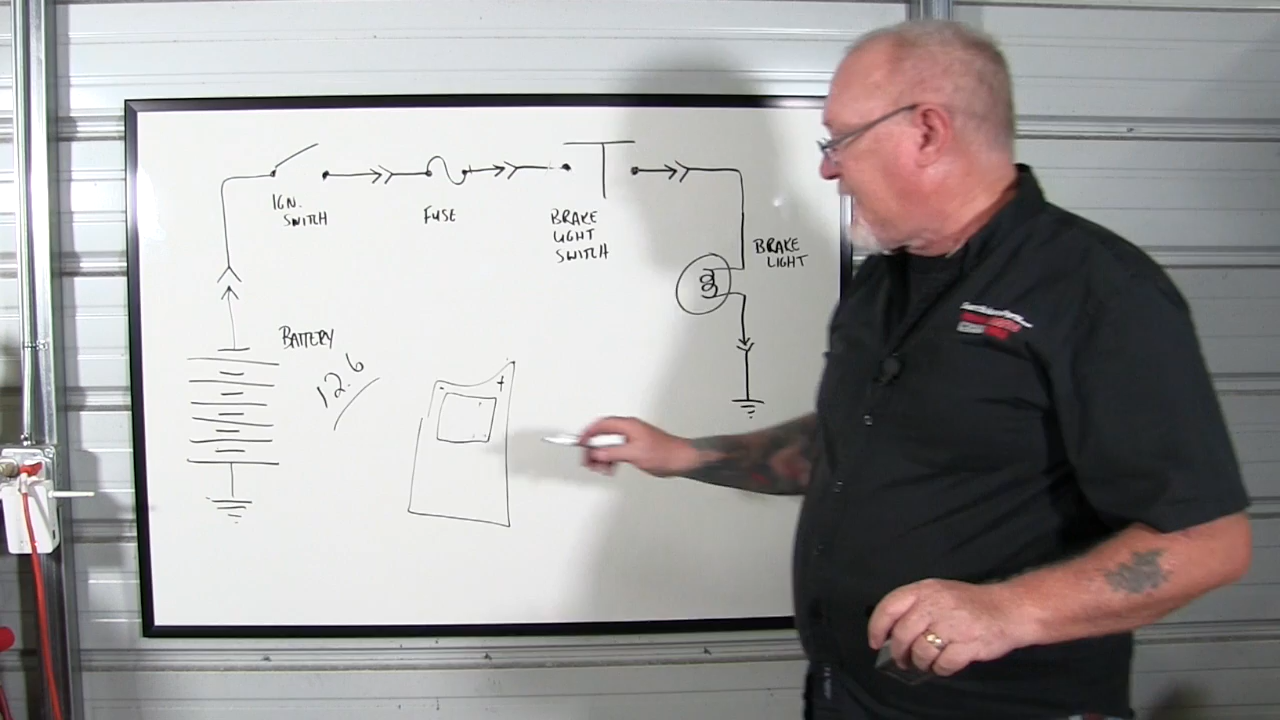 IGN.
SWITCH
FUSE
BRAKE
LIGHT
SWITCH
BRAKE
LIGHT
BATTERY
12.6
- +